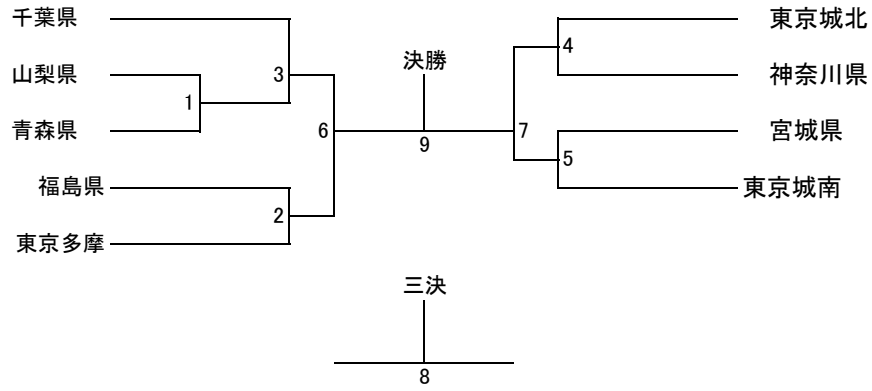 千葉県
山梨県
青森県
福島県
東京多摩
1
3
2
6
決勝
9
7
4
5
東京城北
神奈川県
宮城県
東京城南
三決
8